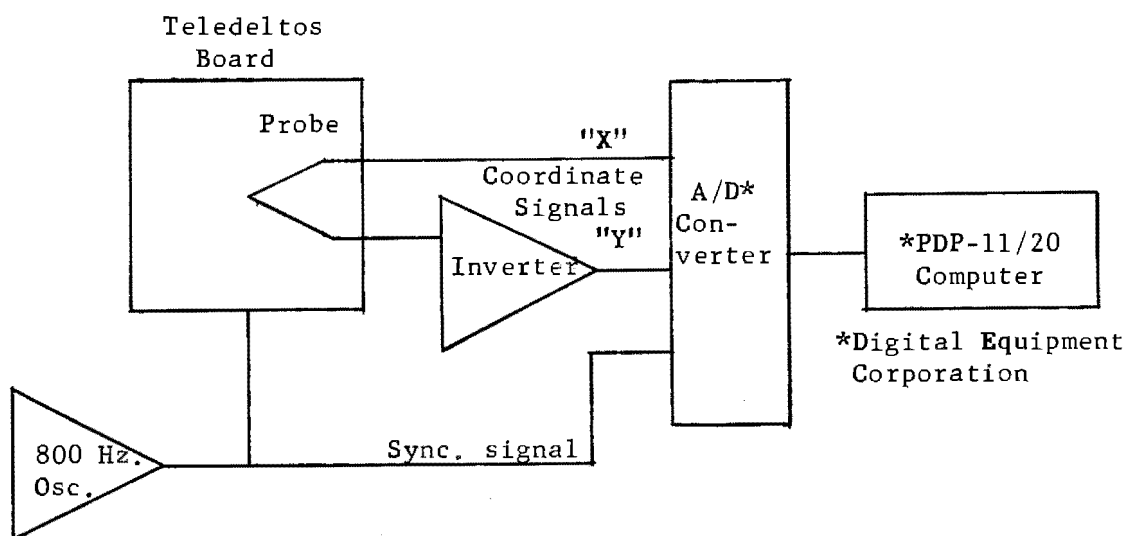 Teledeltos
Board
Probe
"X"
Coordinate
Signals
"Y"
Inverter
A/D*
Con-
verter
*PDP-11/20
Computer
*Digital Equipment
Corporation
800 Hz.
Osc.
Sync. signal